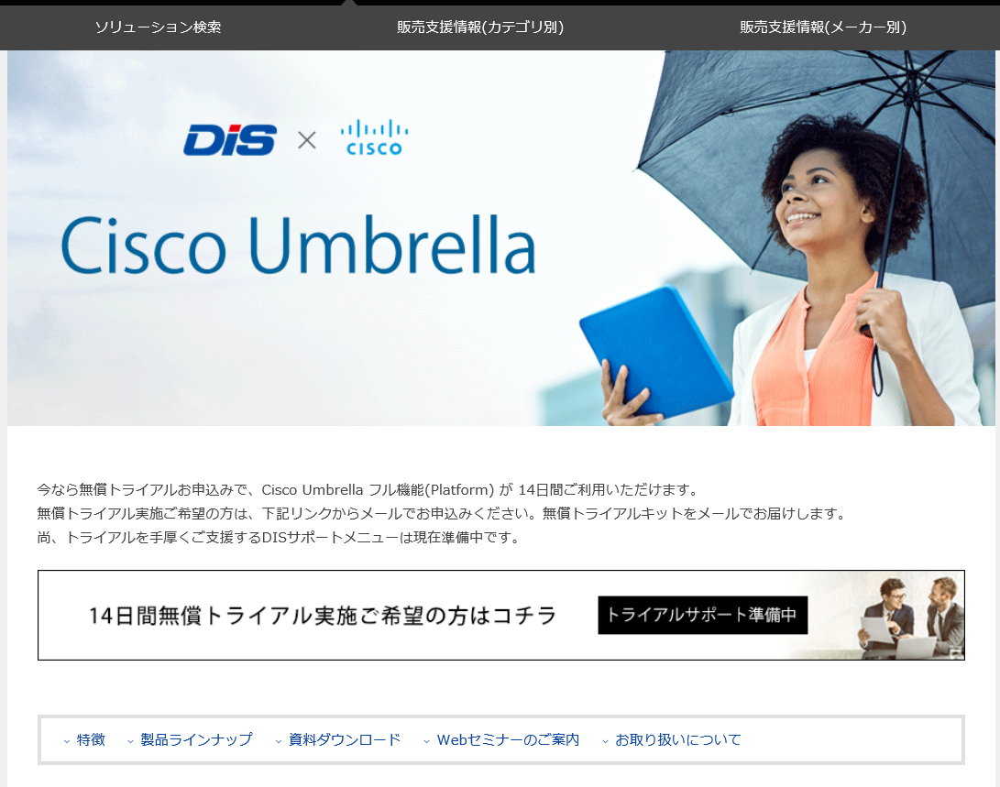 ソリューション検索
販売支援情報(カテゴリ別)
販売支援情報(メーカー別)
DiS × CISCO
Cisco Umbrella
今なら無償トライアルお申込みで、Cisco Umbrella フル機能(Platform) が 14日間ご利用いただけます。
無償トライアル実施ご希望の方は、下記リンクからメールでお申込みください。無償トライアルキットをメールでお届けします。
尚、トライアルを手厚くご支援するDISサポートメニューは現在準備中です。
14日間無償トライアル実施ご希望の方はコチラ
トライアルサポート準備中
特徴
製品ラインナップ
資料ダウンロード
Webセミナーのご案内
お取り扱いについて